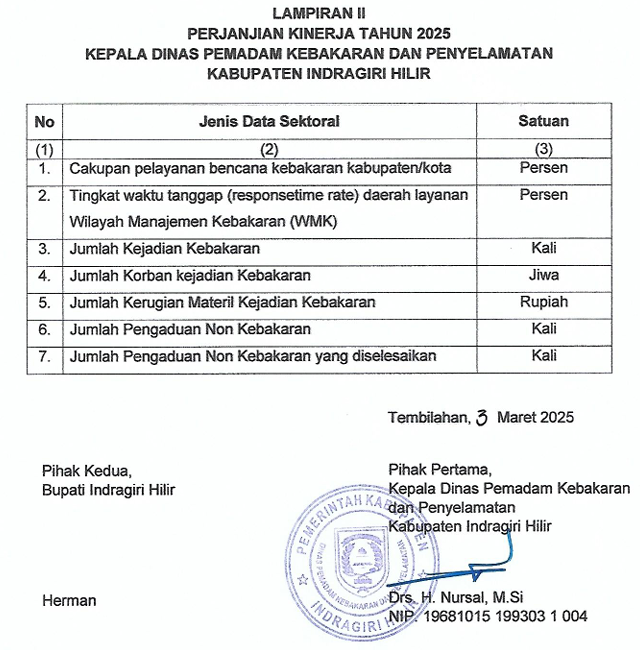 LAMPIRAN II
PERJANJIAN KINERJA TAHUN 2025
KEPALA DINAS PEMADAM KEBAKARAN DAN PENYELAMATAN
KABUPATEN INDRAGIRI HILIR
No Jenis Data Sektoral Satuan
(1) (2) (3)
1. Cakupan pelayanan bencana kebakaran kabupaten/kota Persen
2. Tingkat waktu tanggap (responsetime rate) daerah layanan Persen
Wilayah Manajemen Kebakaran (WMK)
3. Jumlah Kejadian Kebakaran Kali
4. Jumlah Korban kejadian Kebakaran Jiwa
5. Jumlah Kerugian Materil Kejadian Kebakaran Rupiah
6. Jumlah Pengaduan Non Kebakaran Kali
7. Jumlah Pengaduan Non Kebakaran yang diselesaikan Kali
Tembilahan, 3 Maret 2025
Pihak Kedua,
Bupati Indragiri Hilir
Herman
Pihak Pertama,
Kepala Dinas Pemadam Kebakaran
dan Penyelamatan
Kabupaten Indragiri Hilir
PEMERINTAH KABUPATEN
DINAS PEMADAM KEBAKARAN DAN PENYELAMATAN
INDRAGIRI HILIR
Drs. H. Nursal, M.Si
NIP. 19681015 199303 1 004